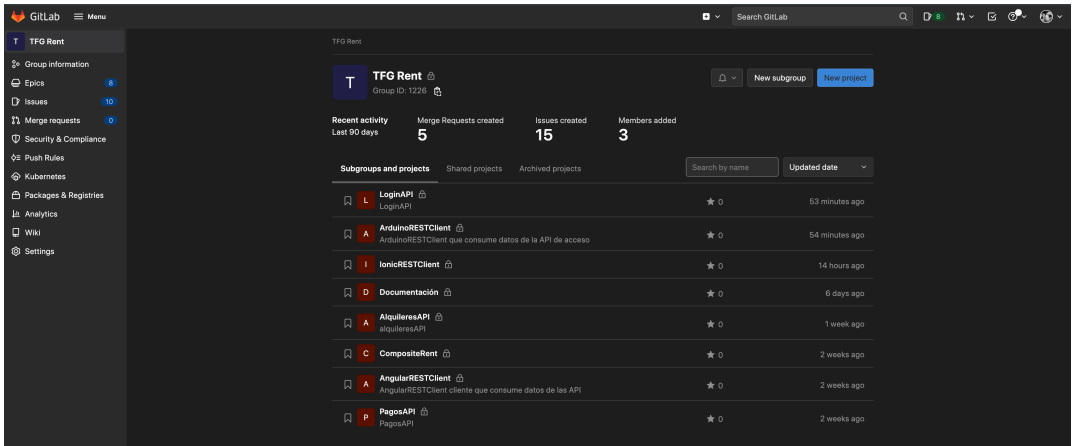 GitLab Menu Search GitLab 8
T TFG Rent
Group information
Epics 8
Issues 10
Merge requests 0
Security & Compliance
Push Rules
Kubernetes
Packages & Registries
Analytics
Wiki
Settings
TFG Rent
T TFG Rent
Group ID: 1226
New subgroup New project
Recent activity Merge Requests created Issues created Members added
Last 90 days 5 15 3
Subgroups and projects Shared projects Archived projects Search by name Updated date
L LoginAPI 0 53 minutes ago
LoginAPI
A ArduinoRESTClient 0 54 minutes ago
ArduinoRESTClient que consume datos de la API de acceso
I IonicRESTClient 0 14 hours ago
D Documentación 0 6 days ago
A AlquileresAPI 0 1 week ago
alquileresAPI
C CompositeRent 0 2 weeks ago
A AngularRESTClient 0 2 weeks ago
AngularRESTClient cliente que consume datos de las API
P PagosAPI 0 2 weeks ago
PagosAPI